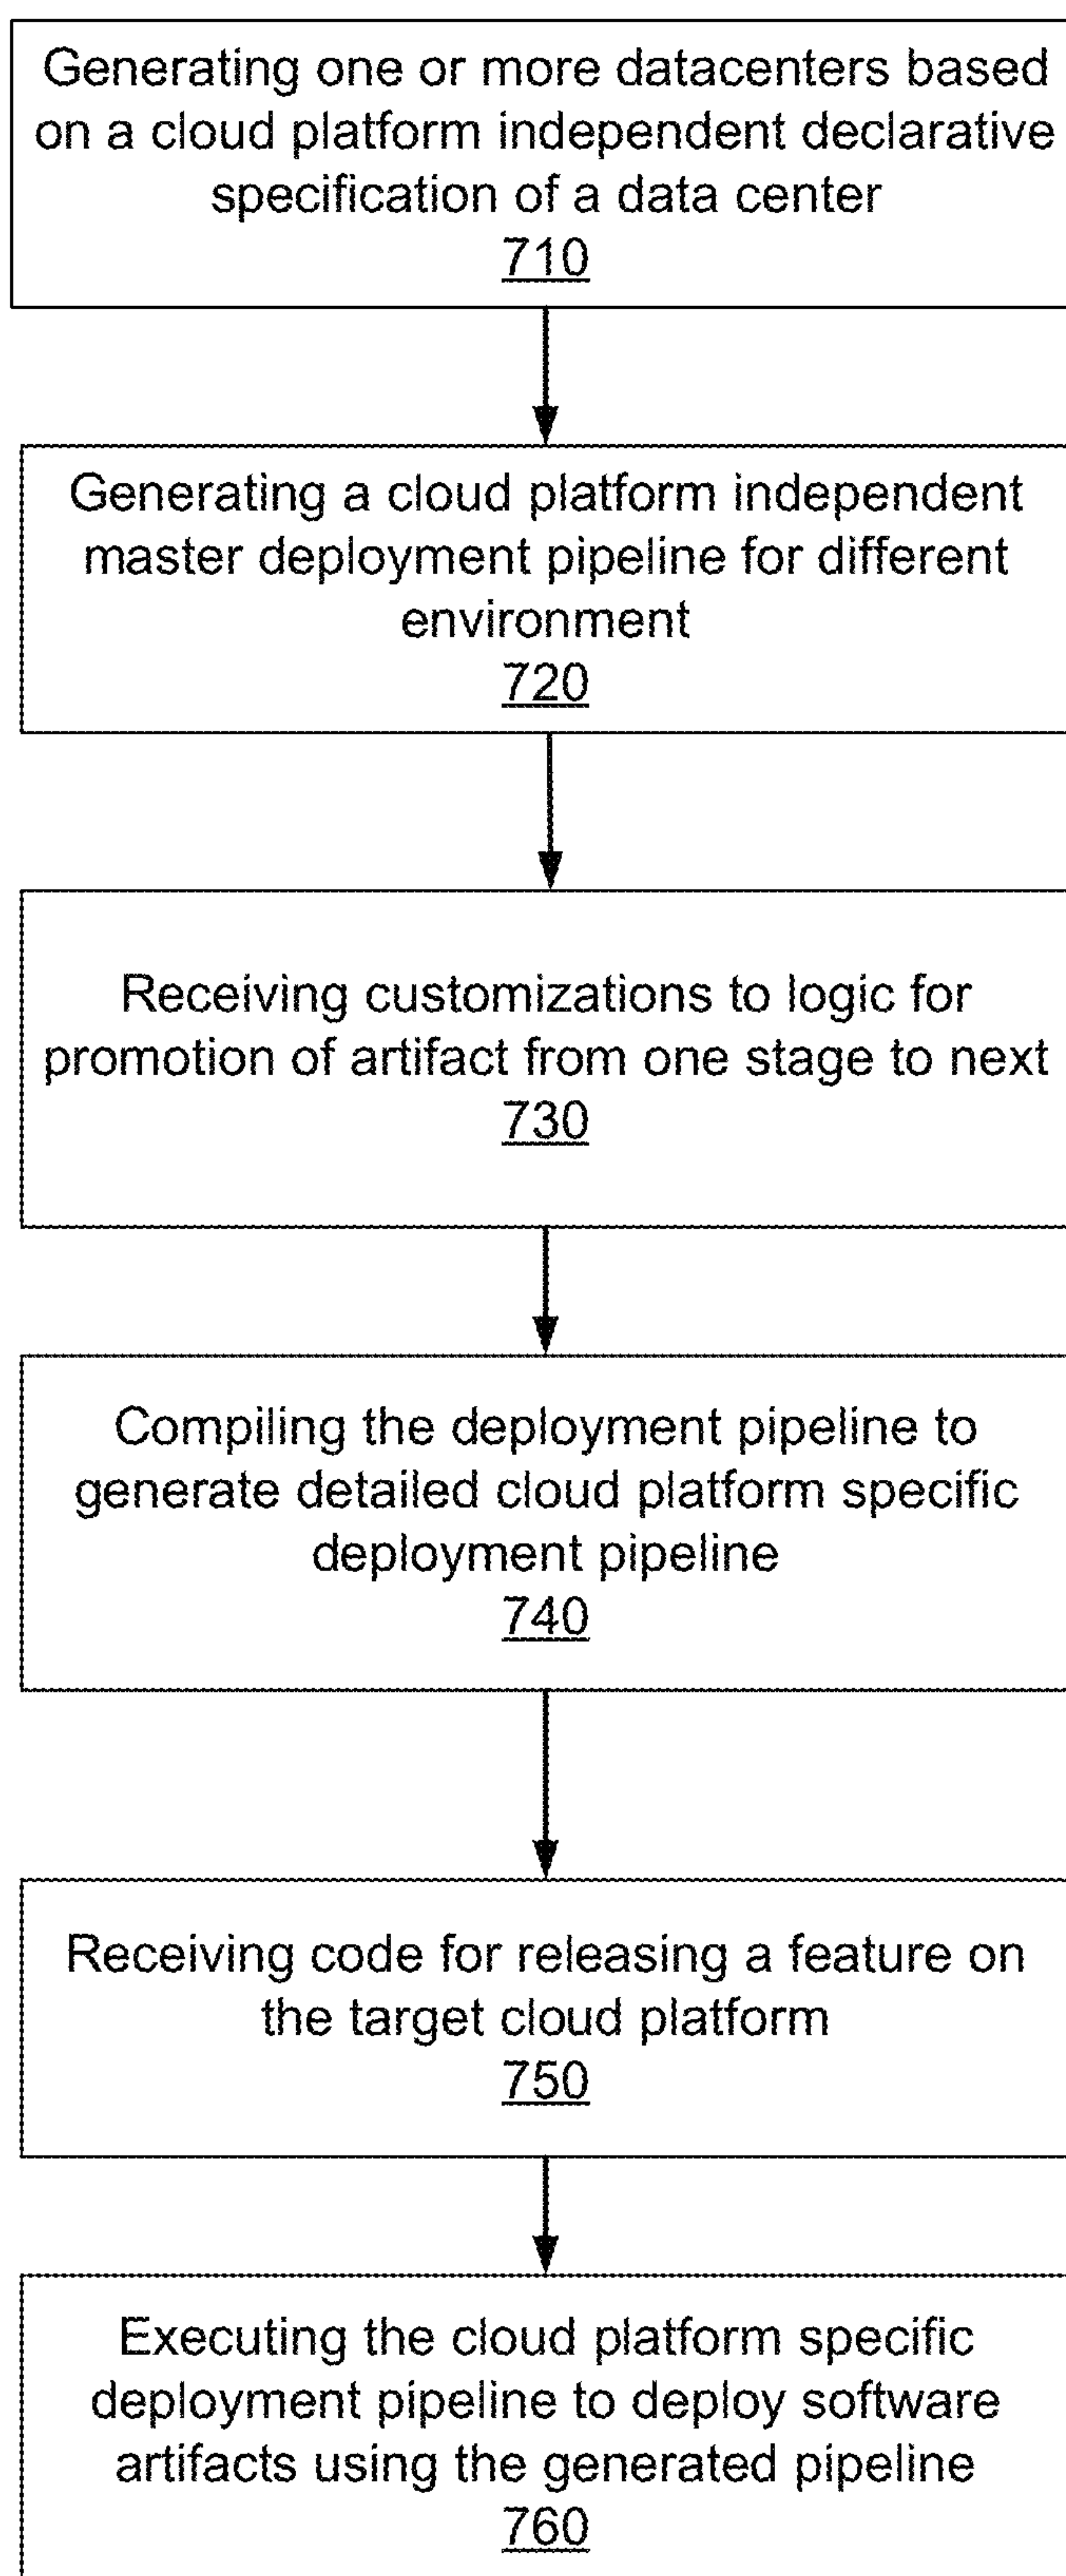 Generating one or more datacenters based
on a cloud platform independent declarative
specification of a data center
710
Generating a cloud platform independent
master deployment pipeline for different
environment
720
Receiving customizations to logic for
promotion of artifact from one stage to next
730
Compiling the deployment pipeline to
generate detailed cloud platform specific
deployment pipeline
740
Receiving code for releasing a feature on
the target cloud platform
750
Executing the cloud platform specific
deployment pipeline to deploy software
artifacts using the generated pipeline
760